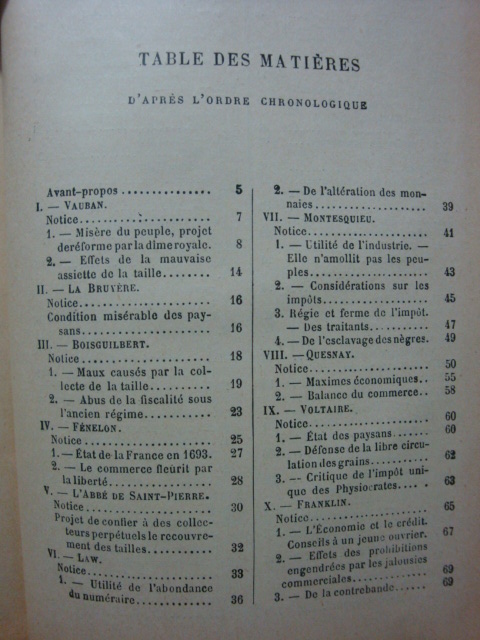 TABLE DES MATIÈRES
D'APRÈS L'ORDRE CHRONOLOGIQUE
Avant-propos .............. 5
I. — VAUBAN.
Notice .............. 7
1. — Misère du peuple, projet
deréforme par la dîme royale. 8
2. — Effets de la mauvaise
assiette de la taille ........ 14
II. — LA BRUYÈRE.
Notice .............. 16
Condition misérable des pay-
sans .............. 16
III. — BOISGUILBERT.
Notice .............. 18
1. — Maux causés par la col-
lecte de la taille ........ 19
2. — Abus de la fiscalité sous
l'ancien régime ........ 23
IV. — FÉNELON.
Notice .............. 25
1. — État de la France en 1693. 27
2. — Le commerce fleurit par
la liberté .............. 28
V. — L'ABBÉ DE SAINT-PIERRE.
Notice .............. 30
Projet de confier à des collec-
teurs perpétuels le recouvre-
ment des tailles ........ 32
VI. — LAW.
Notice .............. 33
1. — Utilité de l'abondance
du numéraire .............. 36
2. — De l'altération des mon-
naies .............. 39
VII. — MONTESQUIEU.
Notice .............. 41
1. — Utilité de l'industrie. —
Elle n'amollit pas les peu-
ples .............. 43
2. — Considérations sur les
impôts .............. 45
3. Régie et ferme de l'impôt.
— Des traitants ........ 47
4. — De l'esclavage des nègres. 49
VIII. — QUESNAY.
Notice .............. 50
1. — Maximes économiques .. 55
2. — Balance du commerce .. 58
IX. — VOLTAIRE.
Notice .............. 60
1. — État des paysans ........ 60
2. — Défense de la libre circu-
lation des grains ........ 62
3. — Critique de l'impôt uni-
que des Physiocrates .... 63
X. — FRANKLIN.
Notice .............. 65
1. — L'Économie et le crédit.
Conseils à un jeune ouvrier. 67
2. — Effets des prohibitions
engendrées par les jalousies
commerciales .............. 69
3. — De la contrebande ...... 69